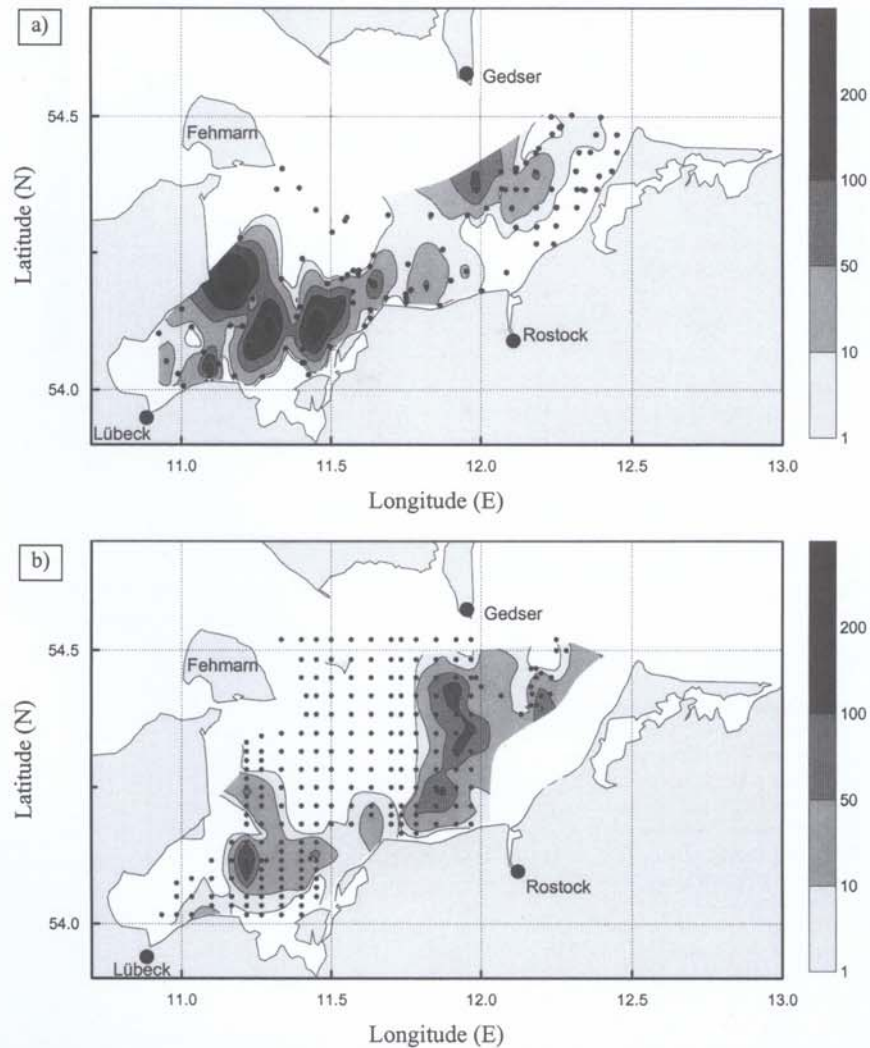 a)
Gedser
Fehmarn
Rostock
Lübeck
54.5
54.0
Latitude (N)
11.0 11.5 12.0 12.5 13.0
Longitude (E)
200
100
50
10
1
b)
Gedser
Fehmarn
Rostock
Lübeck
54.5
54.0
Latitude (N)
11.0 11.5 12.0 12.5 13.0
Longitude (E)
200
100
50
10
1